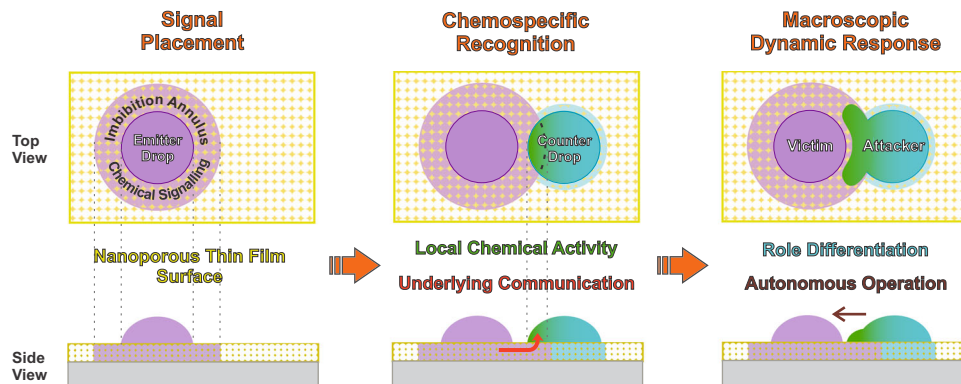 Signal
Placement
Chemospecific
Recognition
Macroscopic
Dynamic Response
Top
View
Imbibition Annulus
Emitter
Drop
Chemical Signalling
Counter
Drop
Victim
Attacker
Nanoporous Thin Film
Surface
Local Chemical Activity
Underlying Communication
Role Differentiation
Autonomous Operation
Side
View